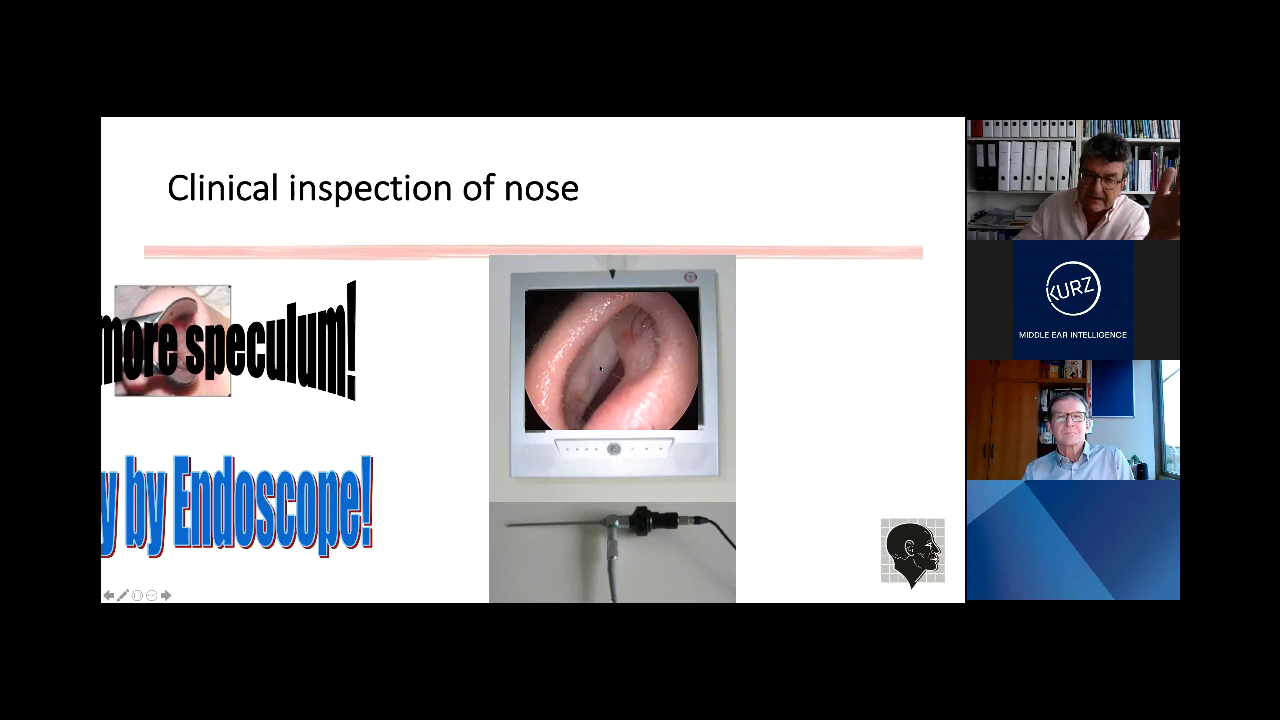 Clinical inspection of nose
more speculum!
y by Endoscope!
KURZ
MIDDLE EAR INTELLIGENCE